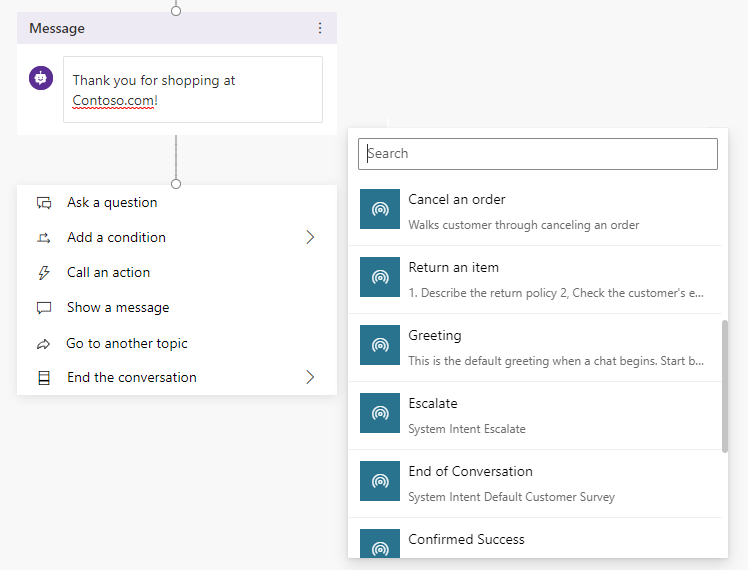 Message
Thank you for shopping at
Contoso.com!
Ask a question
Add a condition
Call an action
Show a message
Go to another topic
End the conversation
Search
Cancel an order
Walks customer through canceling an order
Return an item
1. Describe the return policy 2, Check the customer's e...
Greeting
This is the default greeting when a chat begins. Start b...
Escalate
System Intent Escalate
End of Conversation
System Intent Default Customer Survey
Confirmed Success